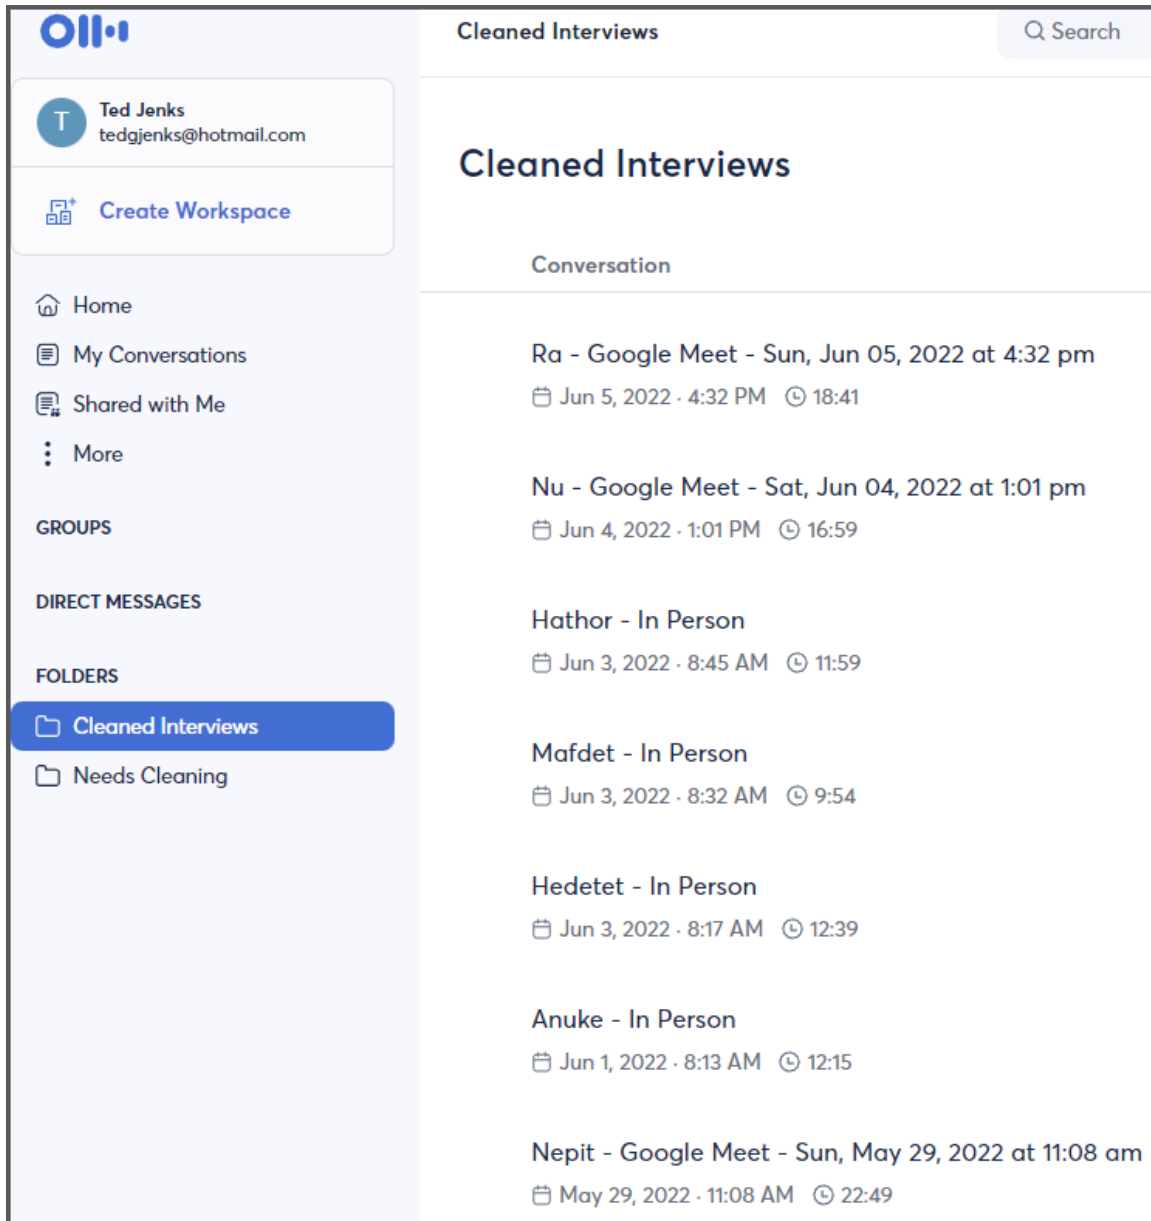 Ted Jenks
tedgjenks@hotmail.com
Create Workspace
Home
My Conversations
Shared with Me
More
GROUPS
DIRECT MESSAGES
FOLDERS
Cleaned Interviews
Needs Cleaning
Cleaned Interviews
Search
Cleaned Interviews
Conversation
Ra - Google Meet - Sun, Jun 05, 2022 at 4:32 pm
Jun 5, 2022 · 4:32 PM 18:41
Nu - Google Meet - Sat, Jun 04, 2022 at 1:01 pm
Jun 4, 2022 · 1:01 PM 16:59
Hathor - In Person
Jun 3, 2022 · 8:45 AM 11:59
Mafdet - In Person
Jun 3, 2022 · 8:32 AM 9:54
Hedetet - In Person
Jun 3, 2022 · 8:17 AM 12:39
Anuke - In Person
Jun 1, 2022 · 8:13 AM 12:15
Nepit - Google Meet - Sun, May 29, 2022 at 11:08 am
May 29, 2022 · 11:08 AM 22:49